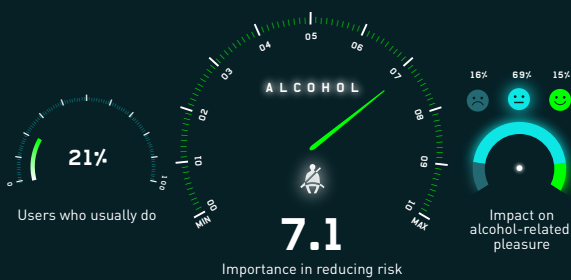 ALCOHOL
MIN
00
01
02
03
04
05
06
07
08
09
10
MAX
7.1
Importance in reducing risk
0
100
21%
Users who usually do
16% 69% 15%
Impact on
alcohol-related
pleasure